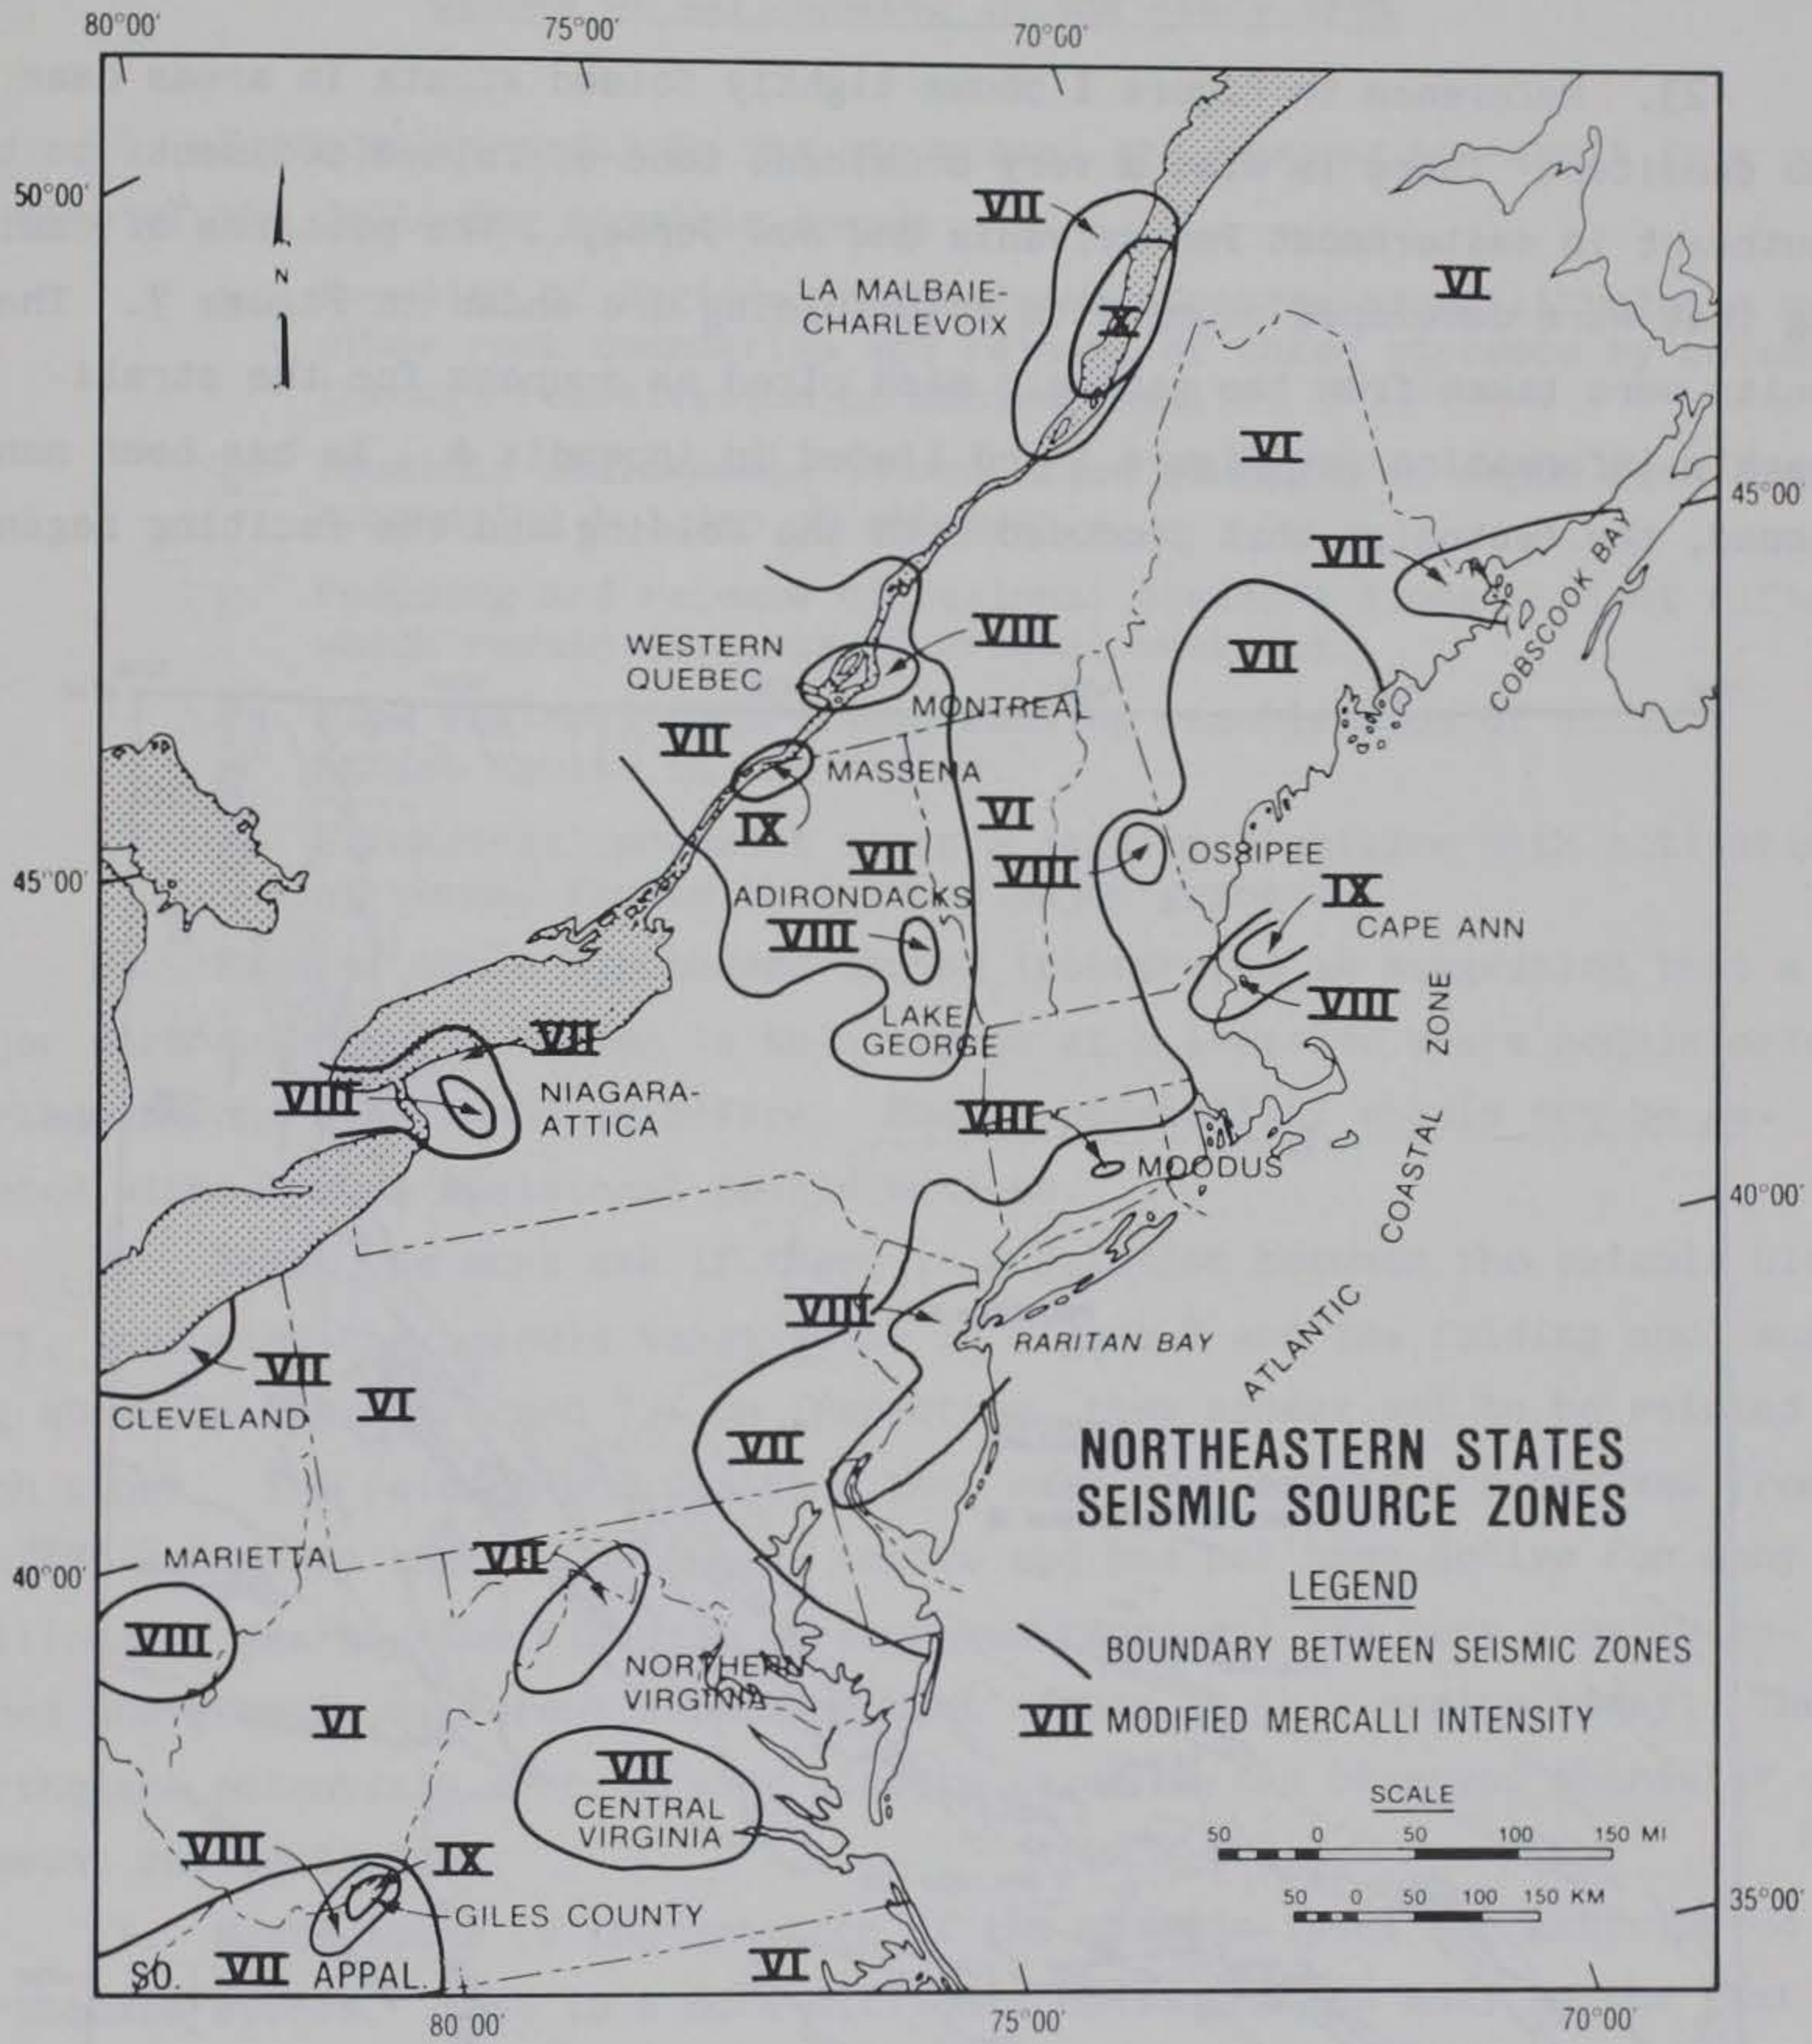 80°00'
75°00'
70°00'
50°00'
N
VII
LA MALBAIE-
CHARLEVOIX
X
VI
VI
45°00'
VII
COBSCOOK BAY
VIII
VII
WESTERN
QUEBEC
MONTREAL
VII
MASSENA
IX
VI
VII
VIII
OSSIPEE
45°00'
ADIRONDACKS
IX
CAPE ANN
VIII
VIII
LAKE
GEORGE
VII
VIII
NIAGARA-
ATTICA
VIII
MOODUS
40°00'
ATLANTIC COASTAL ZONE
VIII
RARITAN BAY
VII
CLEVELAND
VI
VII
NORTHEASTERN STATES
SEISMIC SOURCE ZONES
MARIETTA
VII
40°00'
VIII
NORTHERN
VIRGINIA
LEGEND
BOUNDARY BETWEEN SEISMIC ZONES
VII MODIFIED MERCALLI INTENSITY
VI
VII
CENTRAL
VIRGINIA
SCALE
50 0 50 100 150 MI
50 0 50 100 150 KM
VIII
IX
GILES COUNTY
35°00'
SO. VII APPAL.
VI
80 00'
75°00'
70°00'